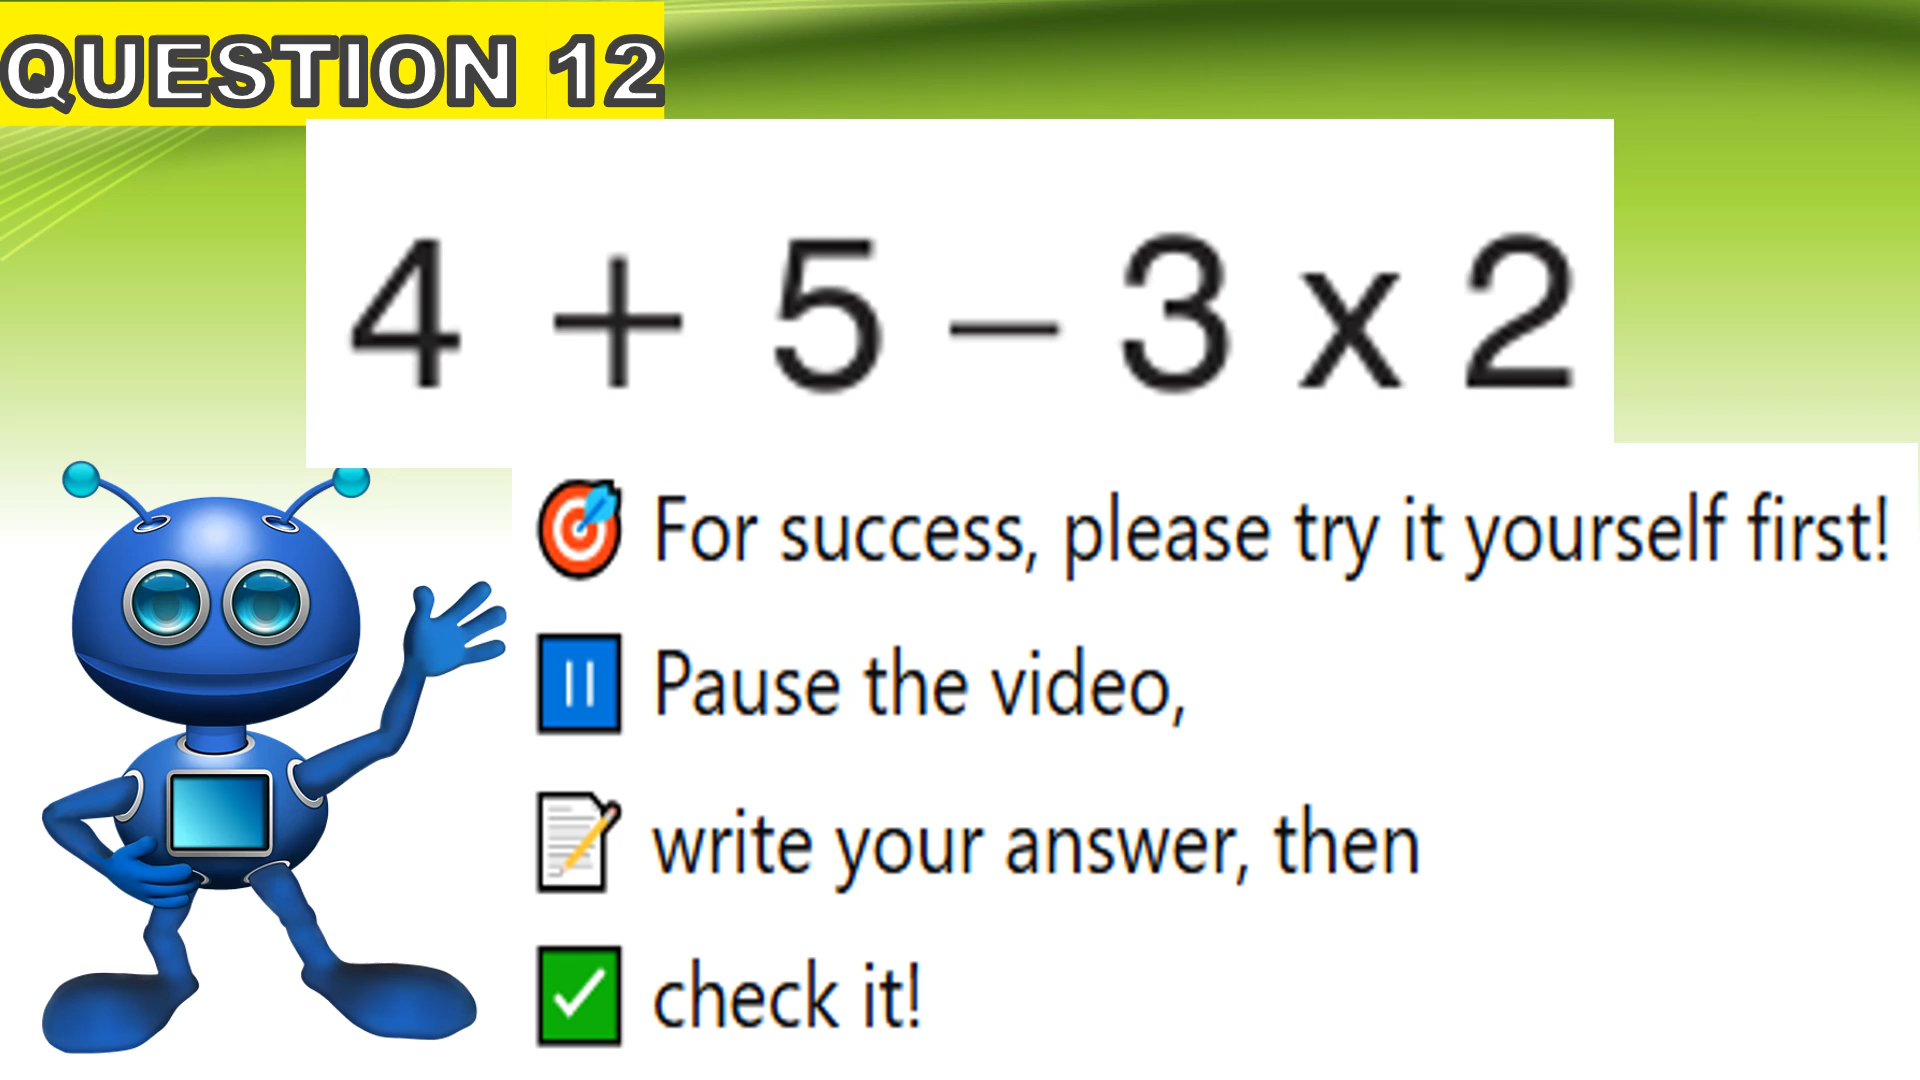 QUESTION 12
4 + 5 – 3 x 2
For success, please try it yourself first!
Pause the video,
write your answer, then
check it!